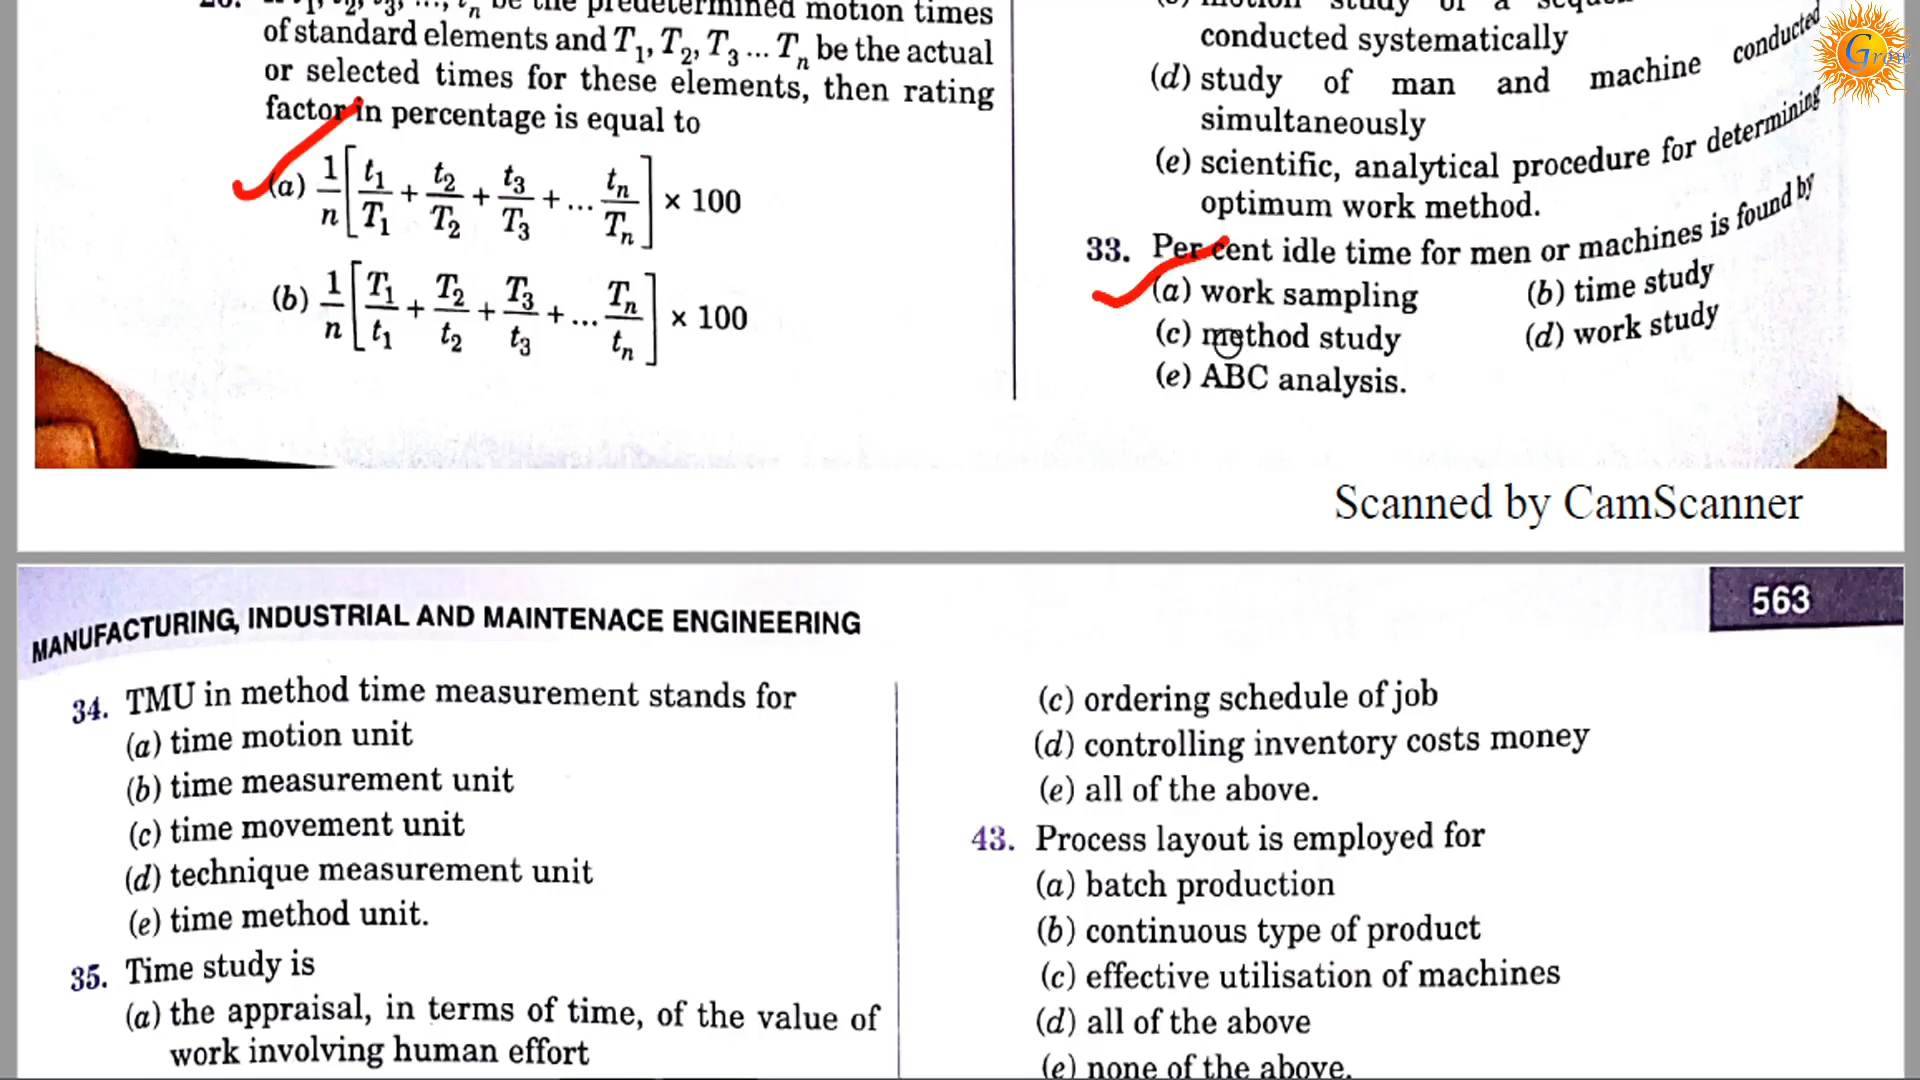 be the predetermined motion times
of standard elements and T1, T2, T3 ... Tn be the actual
or selected times for these elements, then rating
factor in percentage is equal to
(a) 1/n [t1/T1 + t2/T2 + t3/T3 + ... tn/Tn] × 100
(b) 1/n [T1/t1 + T2/t2 + T3/t3 + ... Tn/tn] × 100
conducted systematically
(d) study of man and machine conducted
simultaneously
(e) scientific, analytical procedure for determining
optimum work method.
33. Per cent idle time for men or machines is found by
(a) work sampling (b) time study
(c) method study (d) work study
(e) ABC analysis.
Grow
Scanned by CamScanner
MANUFACTURING, INDUSTRIAL AND MAINTENACE ENGINEERING
563
34. TMU in method time measurement stands for
(a) time motion unit
(b) time measurement unit
(c) time movement unit
(d) technique measurement unit
(e) time method unit.
35. Time study is
(a) the appraisal, in terms of time, of the value of
work involving human effort
(c) ordering schedule of job
(d) controlling inventory costs money
(e) all of the above.
43. Process layout is employed for
(a) batch production
(b) continuous type of product
(c) effective utilisation of machines
(d) all of the above
(e) none of the above.